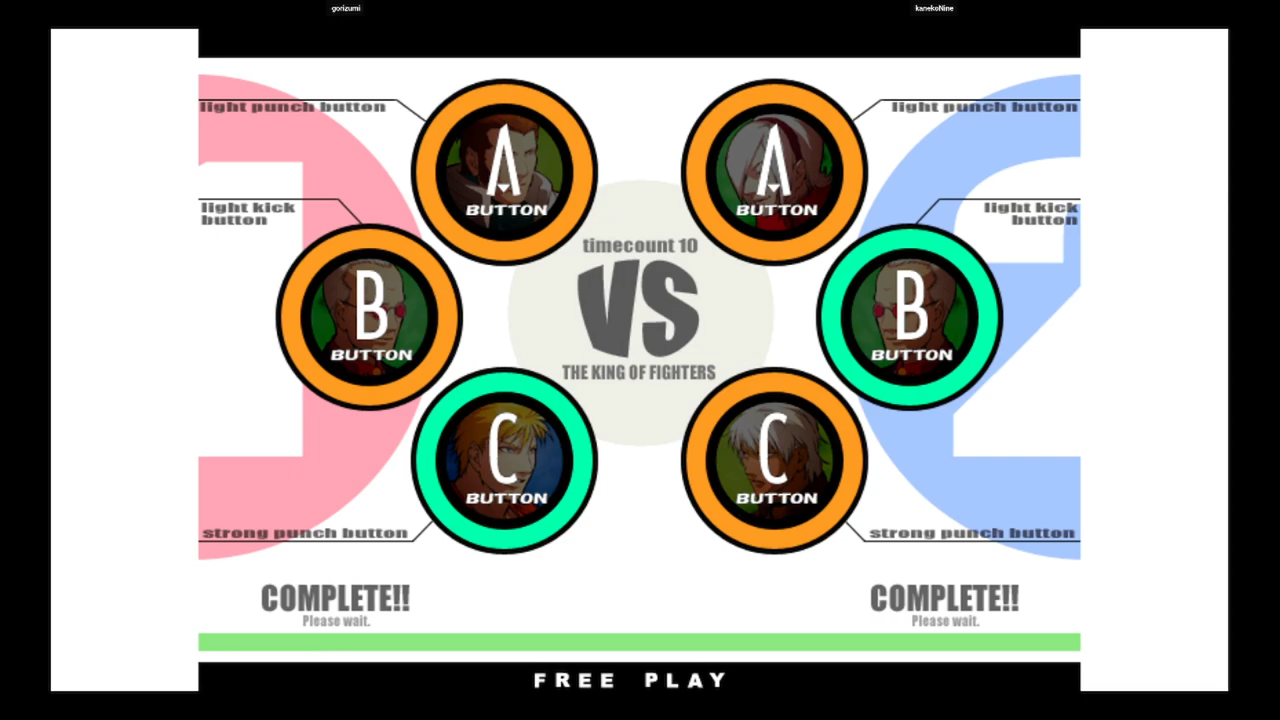 gorizumi
kanekoNine
light punch button
light punch button
A
BUTTON
A
BUTTON
light kick
button
light kick
button
timecount 10
VS
THE KING OF FIGHTERS
B
BUTTON
B
BUTTON
C
BUTTON
C
BUTTON
strong punch button
strong punch button
COMPLETE!!
Please wait.
COMPLETE!!
Please wait.
FREE PLAY
1
2